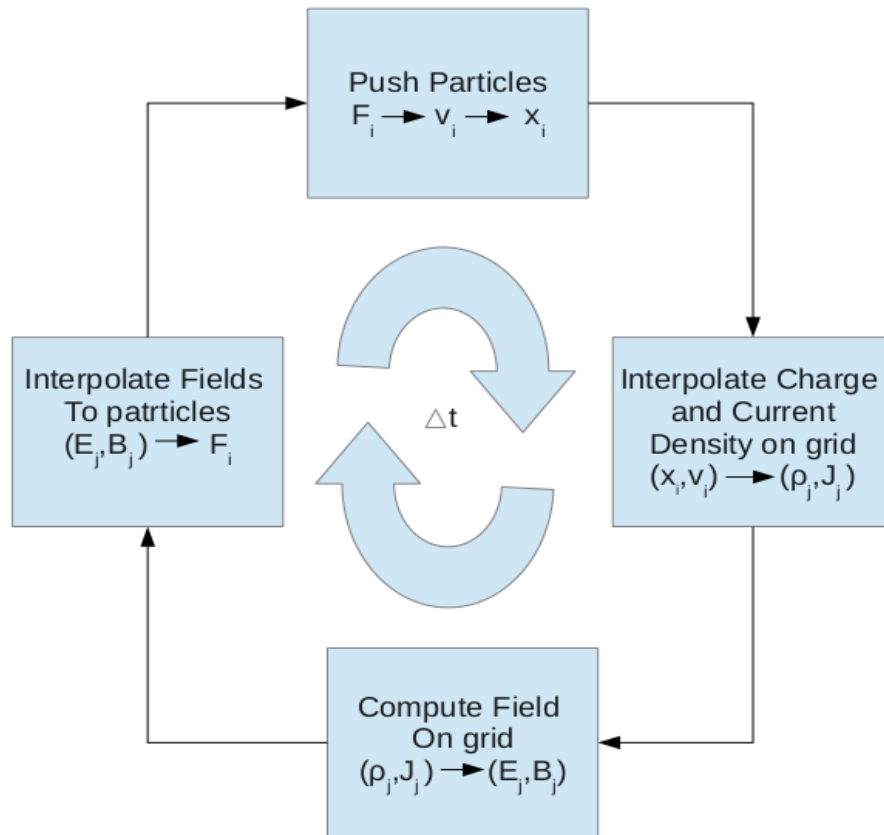 Push Particles
Fᵢ → vᵢ → xᵢ
Interpolate Fields
To patrticles
(Eⱼ,Bⱼ) → Fᵢ
△t
Interpolate Charge
and Current
Density on grid
(xᵢ,vᵢ) → (ρⱼ,Jⱼ)
Compute Field
On grid
(ρⱼ,Jⱼ) → (Eⱼ,Bⱼ)